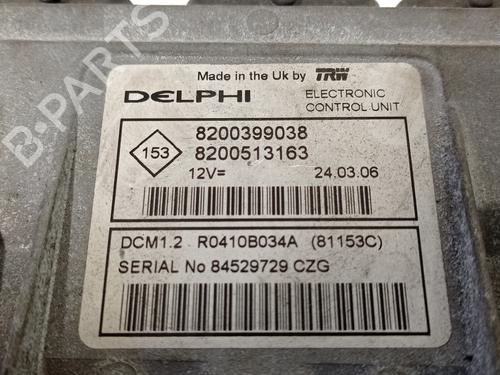 Made in the Uk by TRW
DELPHI ELECTRONIC
CONTROL UNIT
8200399038
153 8200513163
12V= 24.03.06
DCM1.2 R0410B034A (81153C)
SERIAL No 84529729 CZG
B-PARTS